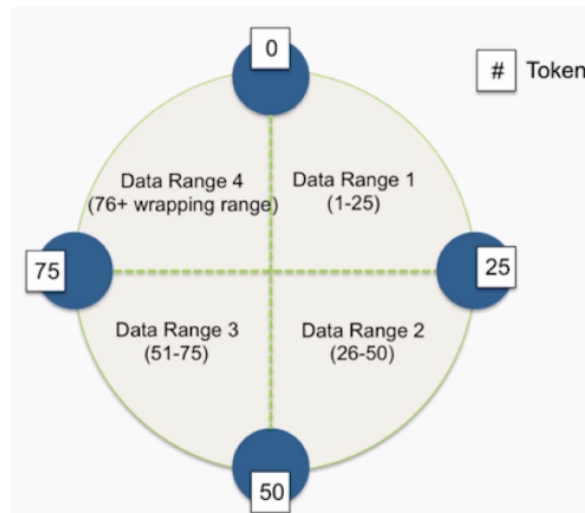 0
# Token
Data Range 4
(76+ wrapping range)
Data Range 1
(1-25)
75
25
Data Range 3
(51-75)
Data Range 2
(26-50)
50